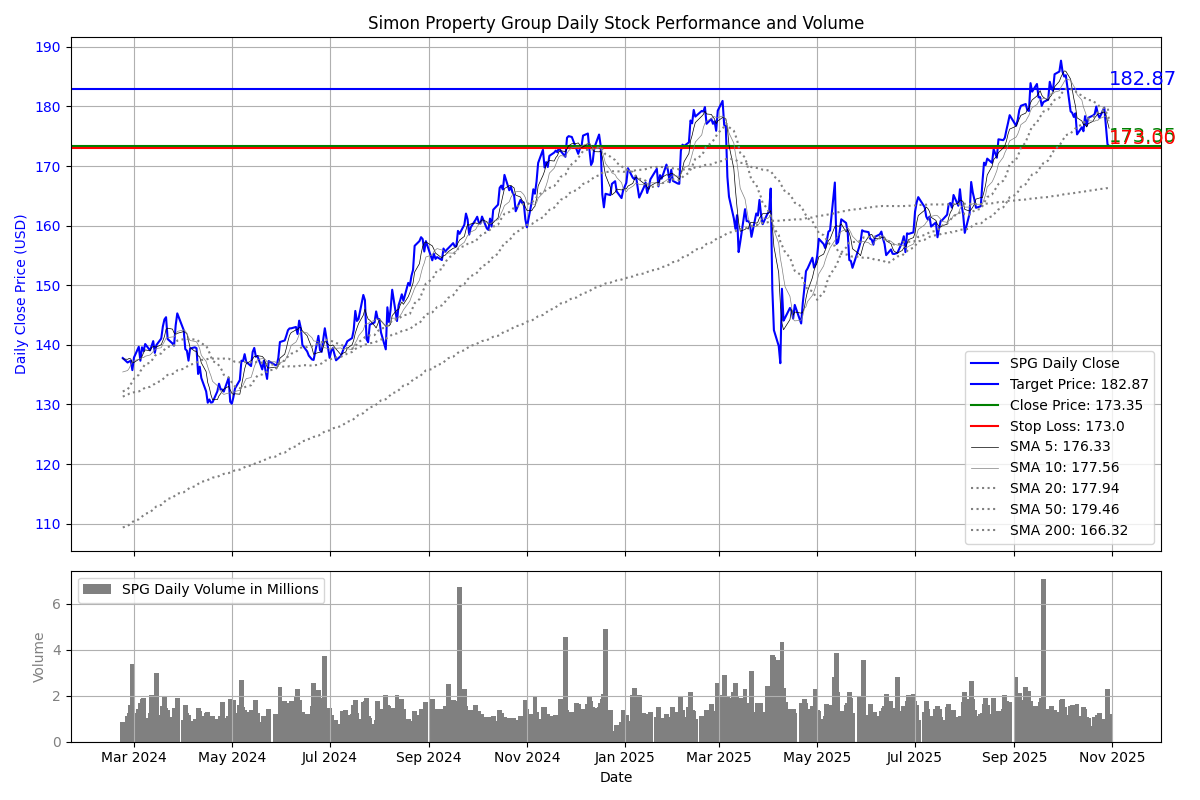 Simon Property Group Daily Stock Performance and Volume
190
180
170
160
150
140
130
120
110
Daily Close Price (USD)
182.87
173.35
173.00
SPG Daily Close
Target Price: 182.87
Close Price: 173.35
Stop Loss: 173.0
SMA 5: 176.33
SMA 10: 177.56
SMA 20: 177.94
SMA 50: 179.46
SMA 200: 166.32
SPG Daily Volume in Millions
6
4
2
0
Volume
Mar 2024 May 2024 Jul 2024 Sep 2024 Nov 2024 Jan 2025 Mar 2025 May 2025 Jul 2025 Sep 2025 Nov 2025
Date